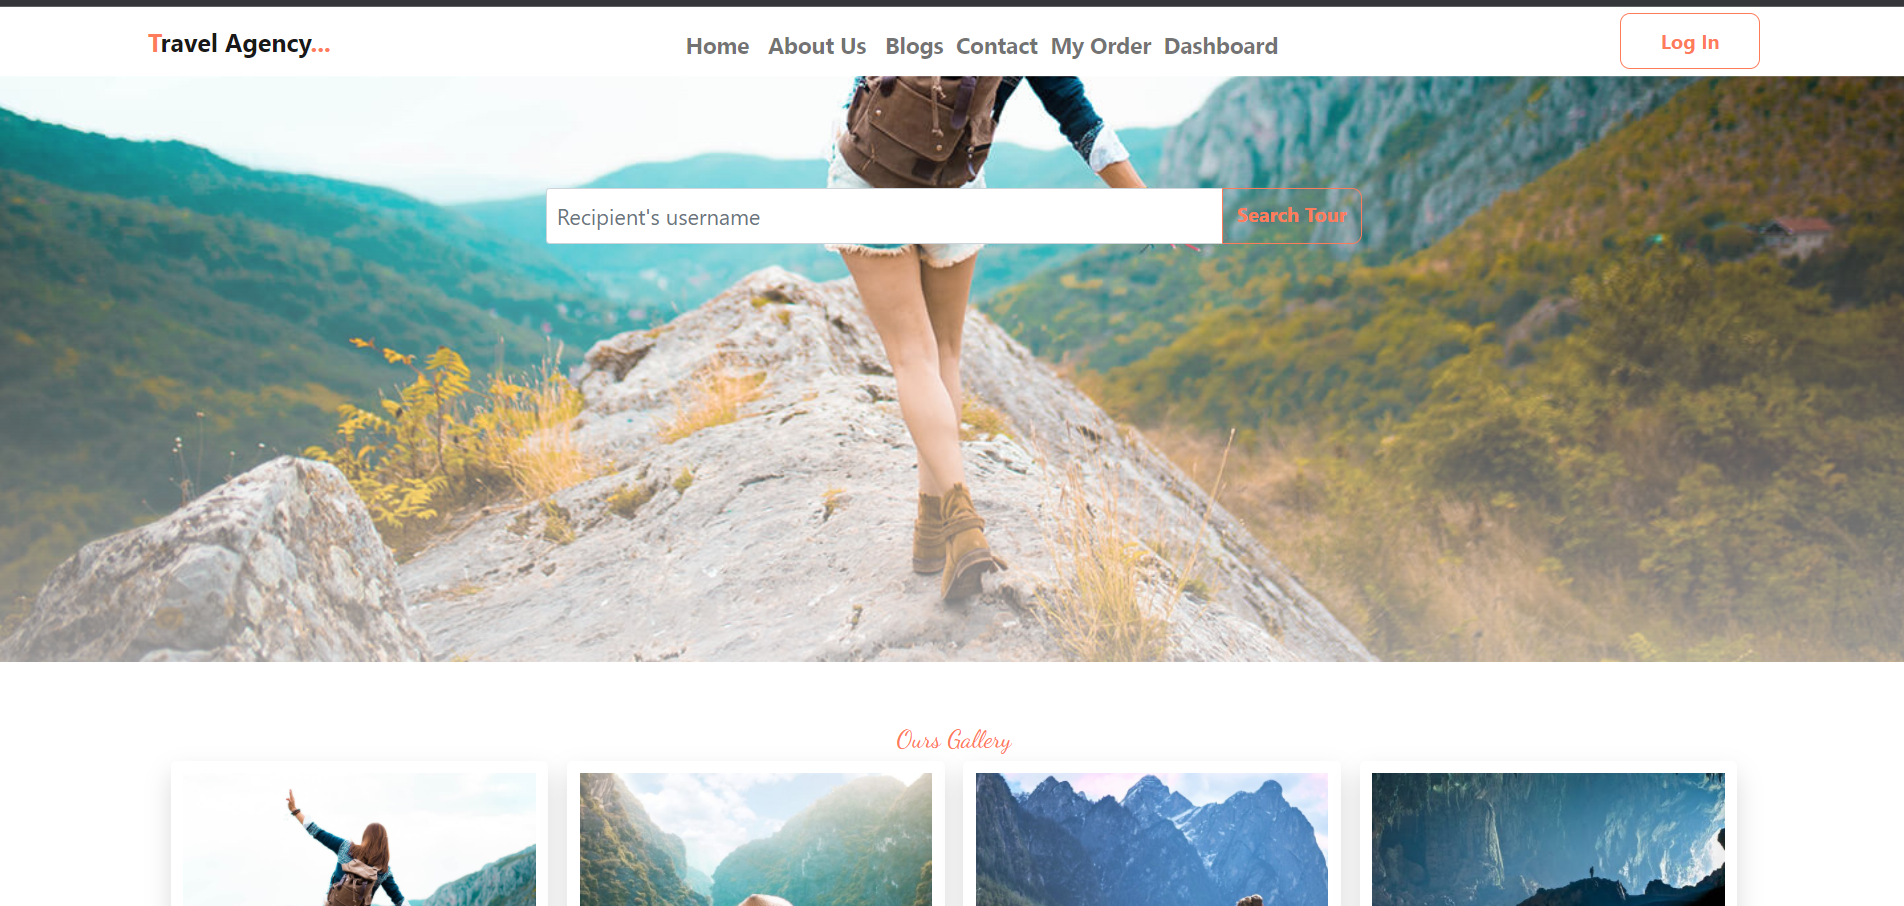 Travel Agency...
Home About Us Blogs Contact My Order Dashboard
Log In
Recipient's username
Search Tour
Ours Gallery